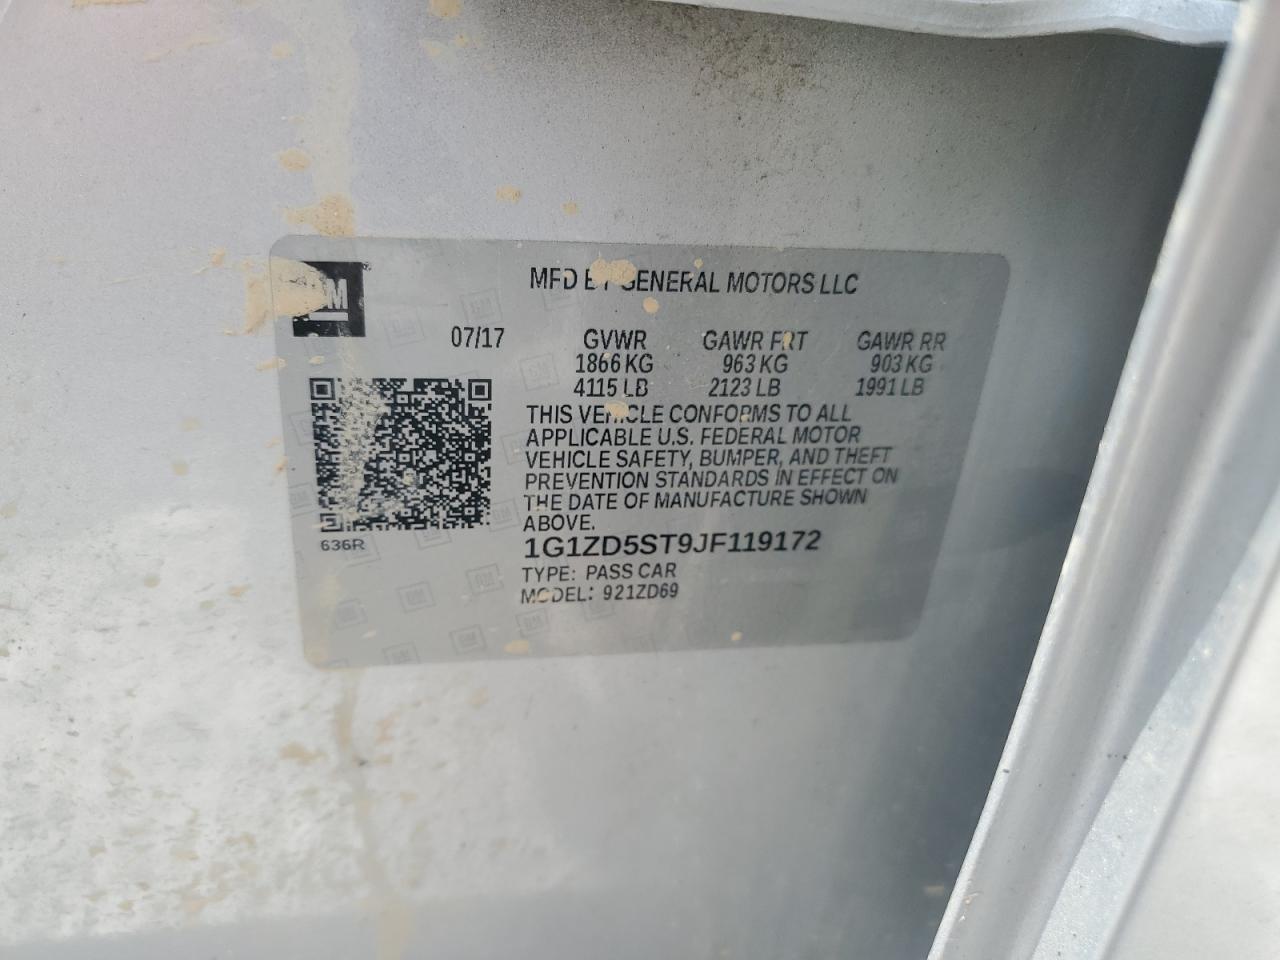 GM
MFD BY GENERAL MOTORS LLC
07/17 GVWR GAWR FRT GAWR RR
1866 KG 963 KG 903 KG
4115 LB 2123 LB 1991 LB
THIS VEHICLE CONFORMS TO ALL
APPLICABLE U.S. FEDERAL MOTOR
VEHICLE SAFETY, BUMPER, AND THEFT
PREVENTION STANDARDS IN EFFECT ON
THE DATE OF MANUFACTURE SHOWN
ABOVE.
636R
1G1ZD5ST9JF119172
TYPE: PASS CAR
MODEL: 921ZD69